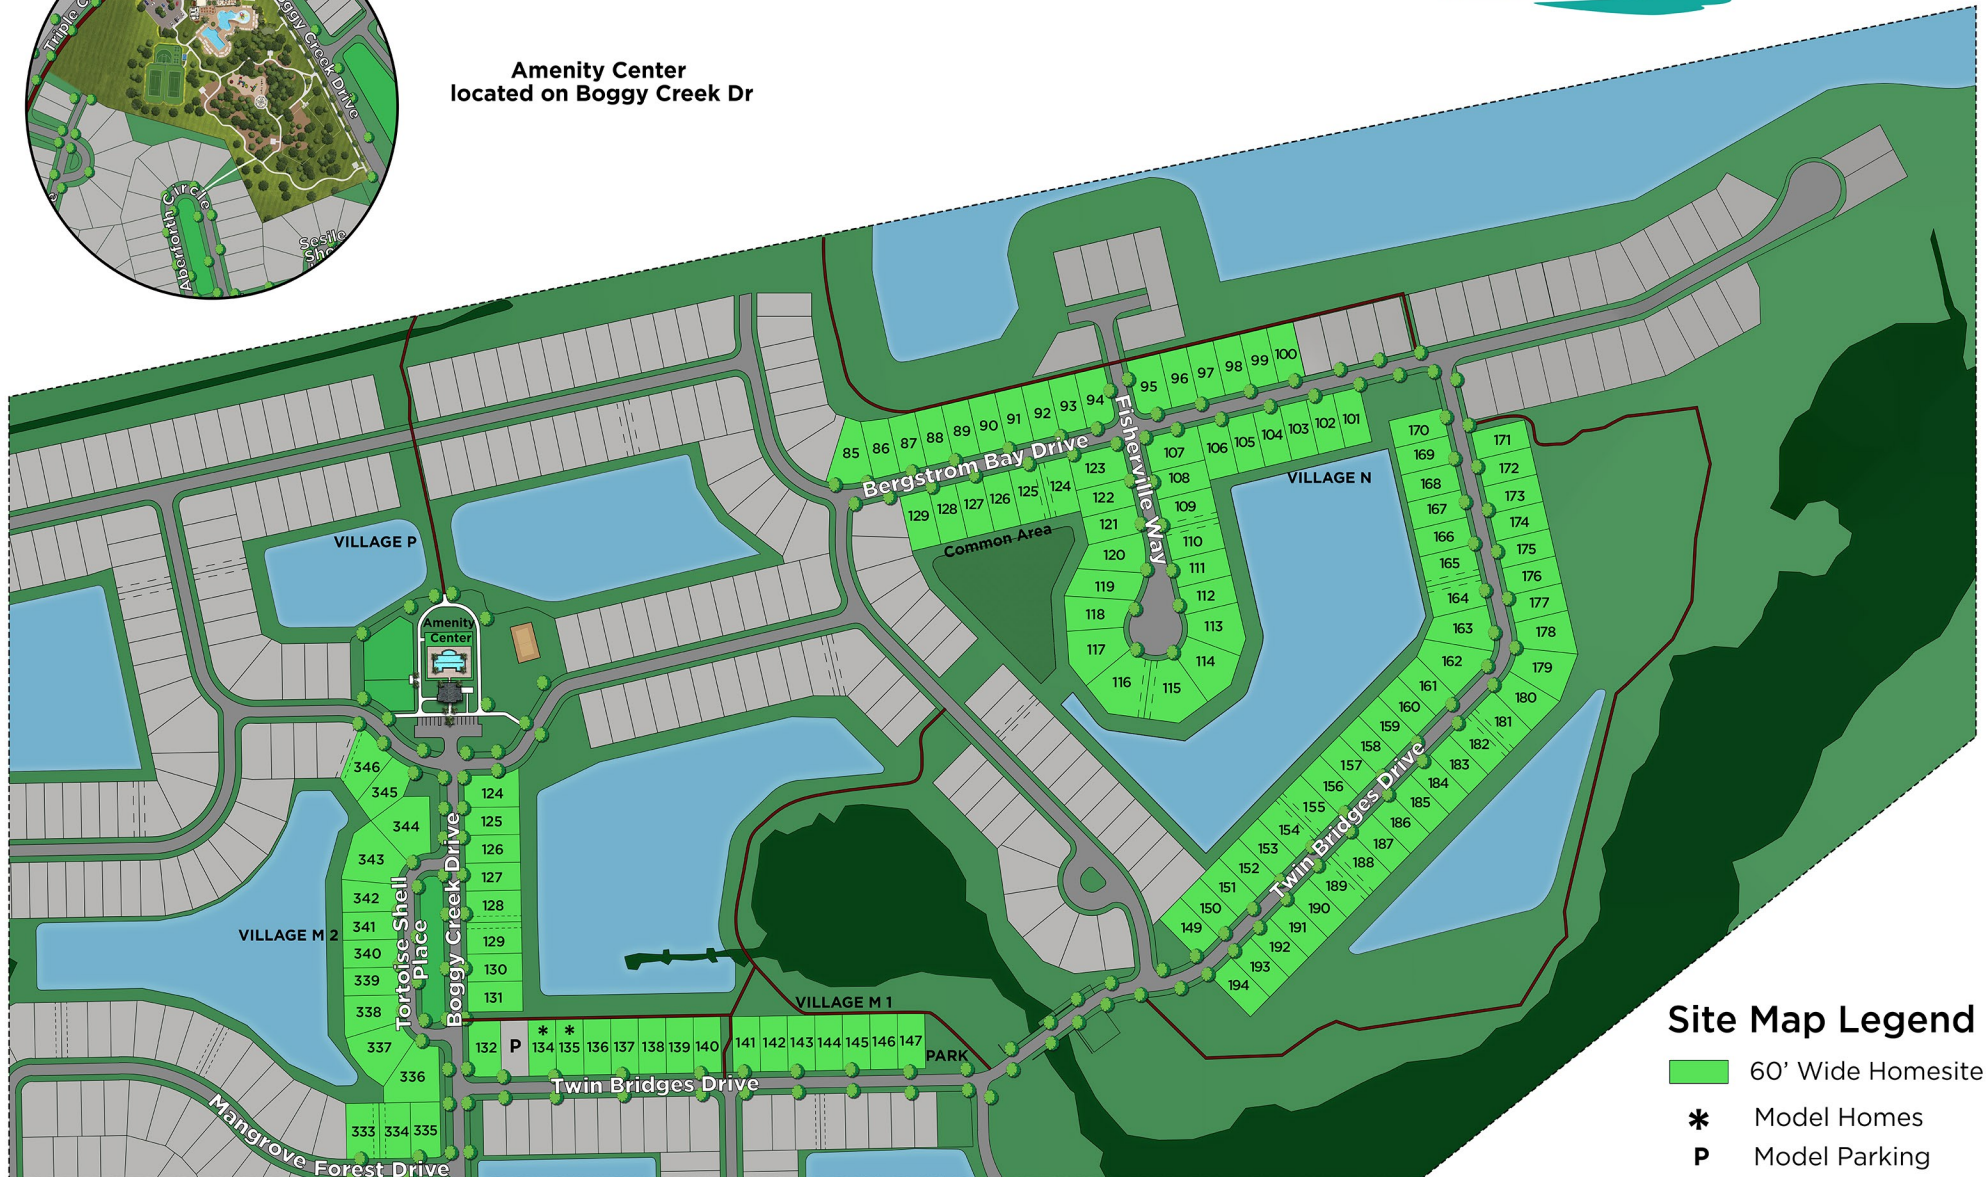 Triple C
Boggy Creek Drive
Aberforth Circle
Sesile
Sho
Amenity Center
located on Boggy Creek Dr
85 86 87 88 89 90 91 92 93 94
95 96 97 98 99 100
Bergstrom Bay Drive
Fisherville Way
129 128 127 126 125 124 123
106 105 104 103 102 101
107
108
109
110
111
112
113
114
115
116
117
118
119
120
121
122
Common Area
VILLAGE N
VILLAGE P
Amenity
Center
170
169
168
167
166
165
164
163
162
161
160
159
158
157
156
155
154
153
152
151
150
149
171
172
173
174
175
176
177
178
179
180
181
182
183
184
185
186
187
188
189
190
191
192
193
194
Twin Bridges Drive
346
345
344
343
342
341
340
339
338
337
336
333 334 335
VILLAGE M 2
Tortoise Shell
Place
Boggy Creek Drive
124
125
126
127
128
129
130
131
VILLAGE M 1
* *
132 P 134 135 136 137 138 139 140 141 142 143 144 145 146 147
PARK
Twin Bridges Drive
Mangrove Forest Drive
Site Map Legend
60’ Wide Homesite
* Model Homes
P Model Parking